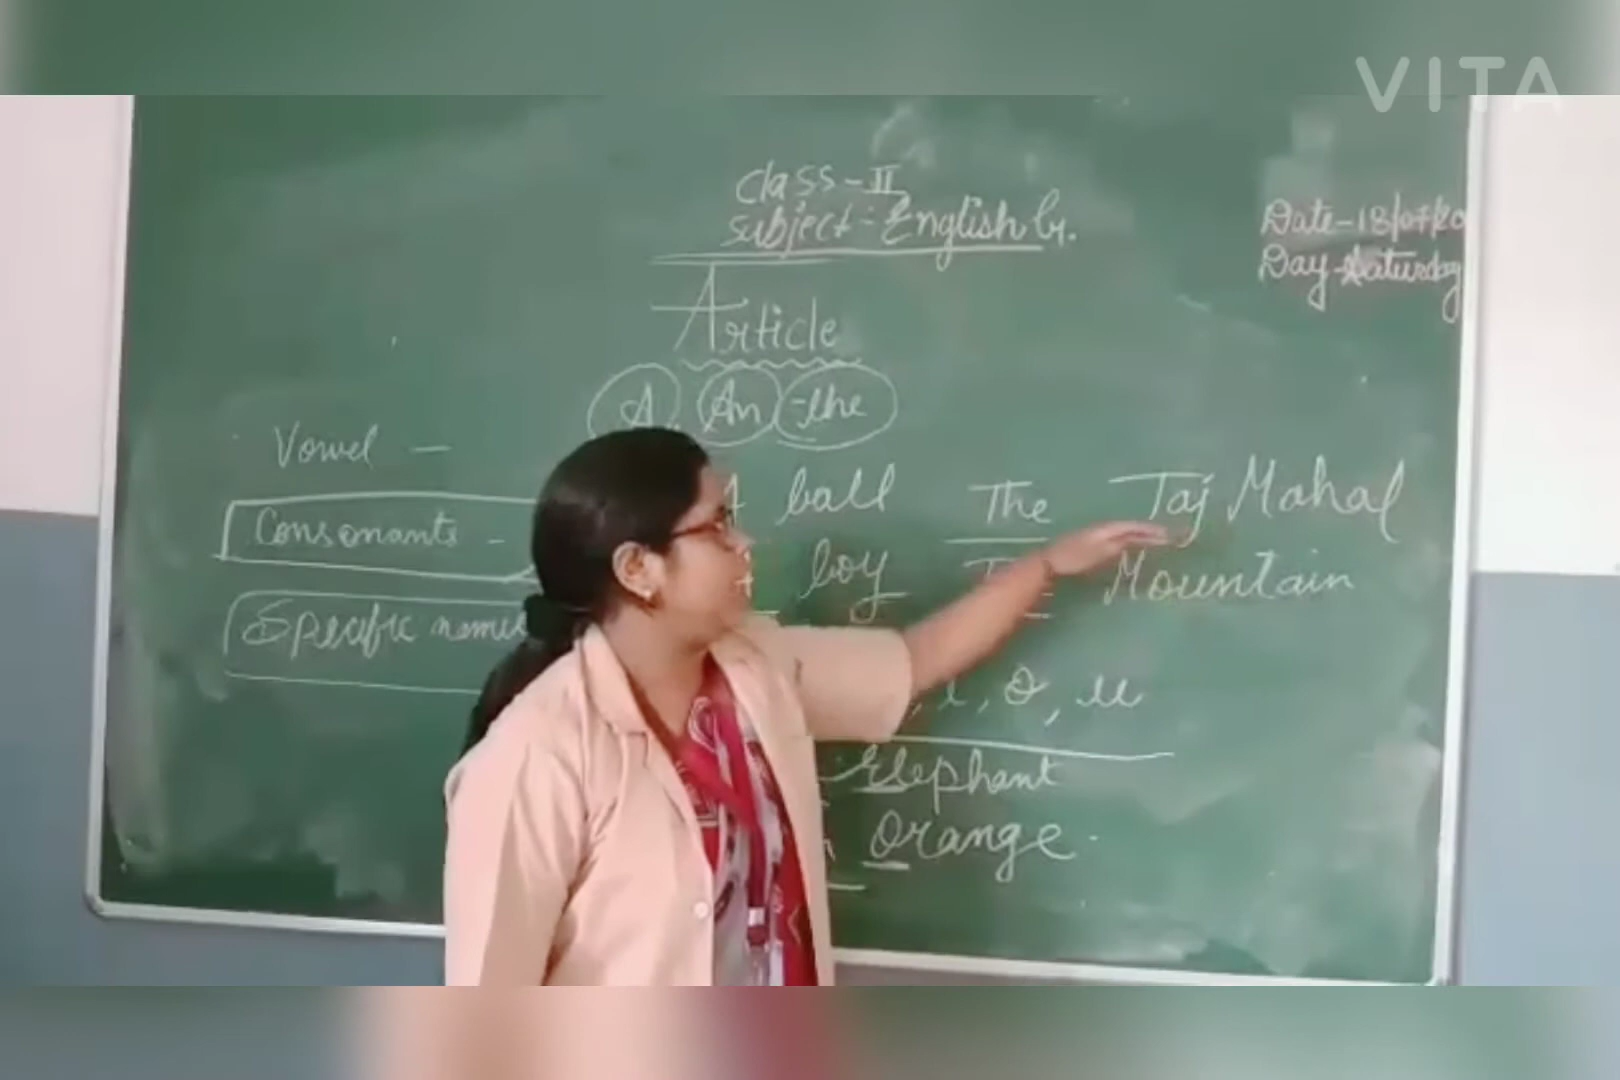 VITA
Class-II
Subject:-English Gr.
Date-18/07/20
Day-Saturday
Article
A, An, the
Vowel -
Consonants -
Specific names
A ball
boy
The Taj Mahal
Mountain
, i, o, u
Elephant
Orange.